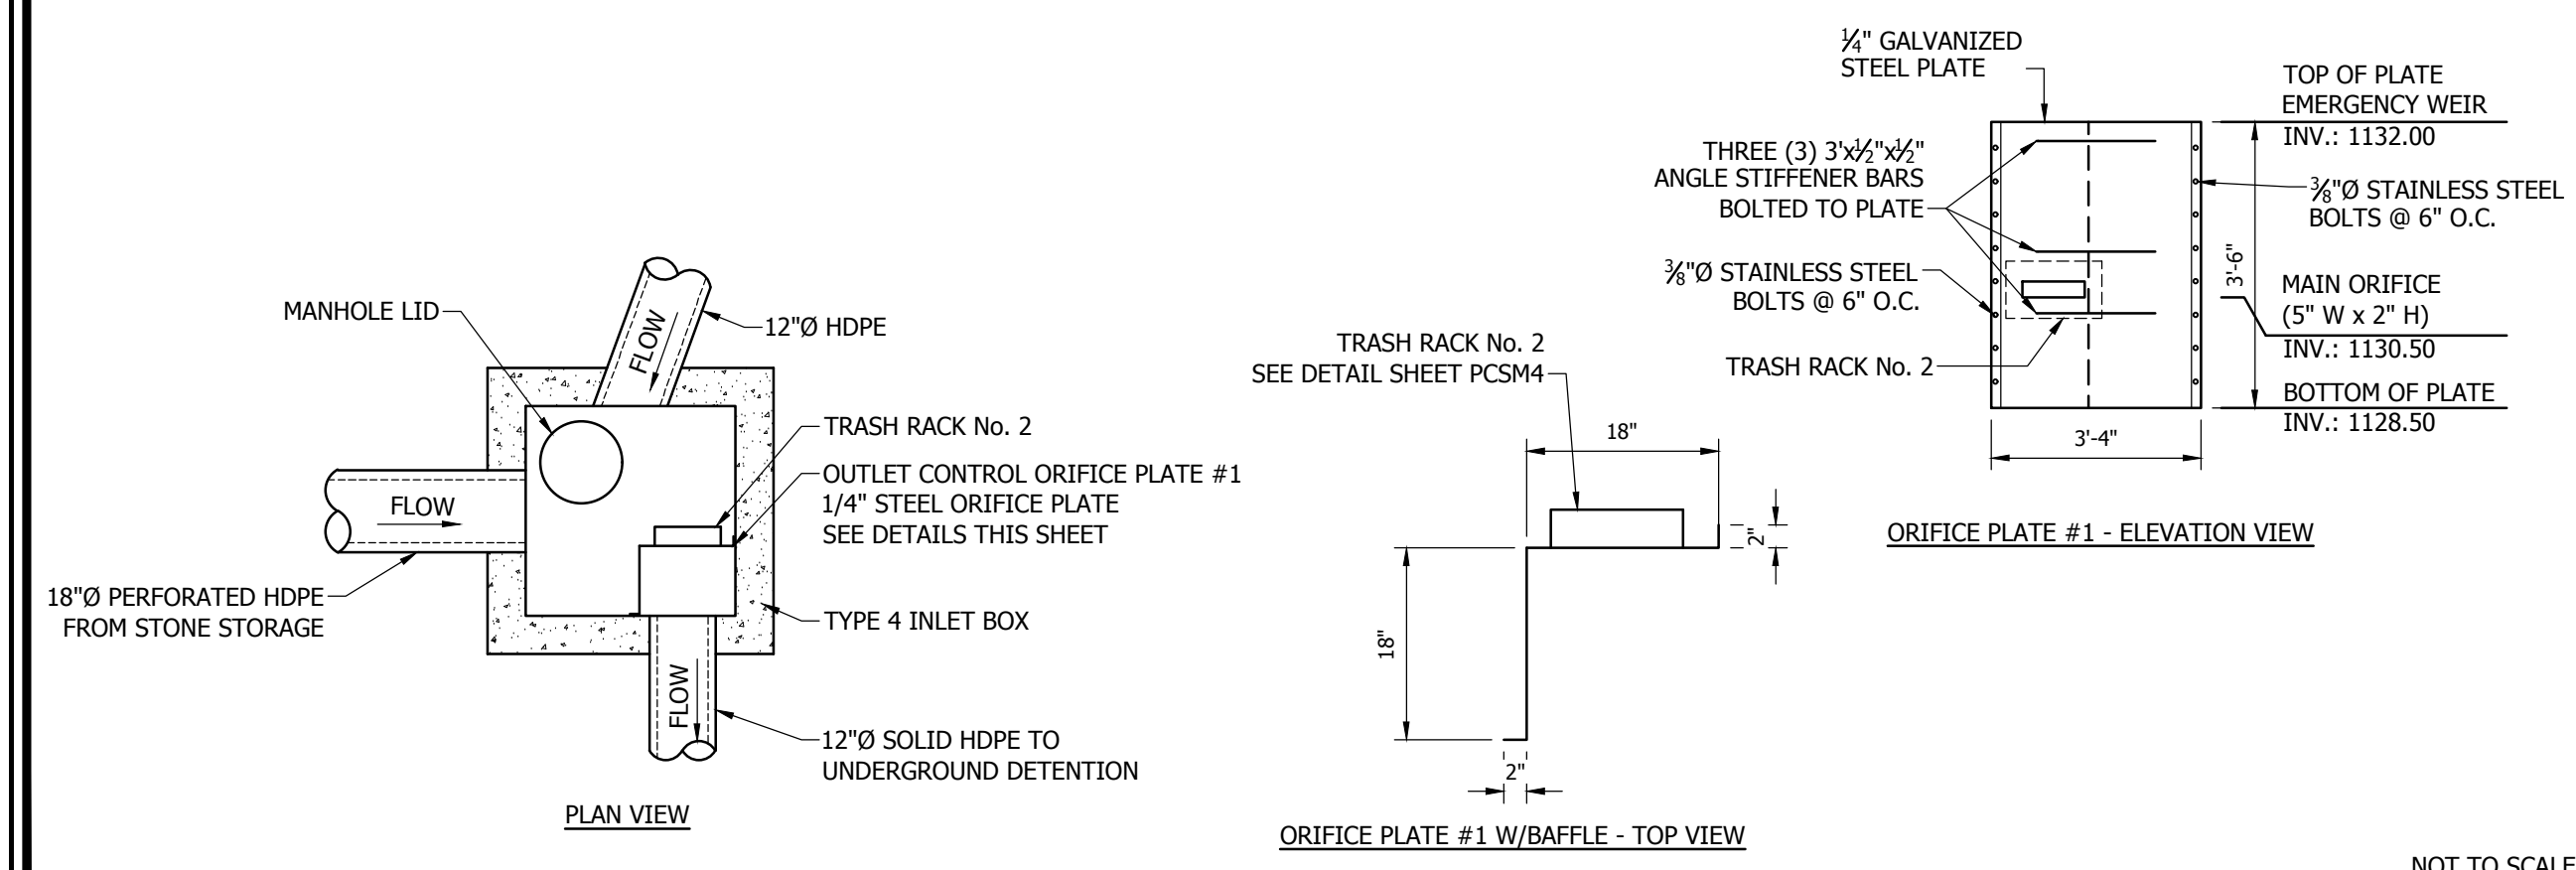 MANHOLE LID
12"Ø HDPE
FLOW
TRASH RACK No. 2
OUTLET CONTROL ORIFICE PLATE #1
1/4" STEEL ORIFICE PLATE
SEE DETAILS THIS SHEET
FLOW
18"Ø PERFORATED HDPE
FROM STONE STORAGE
TYPE 4 INLET BOX
FLOW
12"Ø SOLID HDPE TO
UNDERGROUND DETENTION
PLAN VIEW
TRASH RACK No. 2
SEE DETAIL SHEET PCSM4
18"
2"
18"
2"
ORIFICE PLATE #1 W/BAFFLE - TOP VIEW
1/4" GALVANIZED
STEEL PLATE
THREE (3) 3'x1/2"x1/2"
ANGLE STIFFENER BARS
BOLTED TO PLATE
3/8"Ø STAINLESS STEEL
BOLTS @ 6" O.C.
TRASH RACK No. 2
TOP OF PLATE
EMERGENCY WEIR
INV.: 1132.00
3/8"Ø STAINLESS STEEL
BOLTS @ 6" O.C.
3'-6"
MAIN ORIFICE
(5" W x 2" H)
INV.: 1130.50
BOTTOM OF PLATE
INV.: 1128.50
3'-4"
ORIFICE PLATE #1 - ELEVATION VIEW
NOT TO SCALE